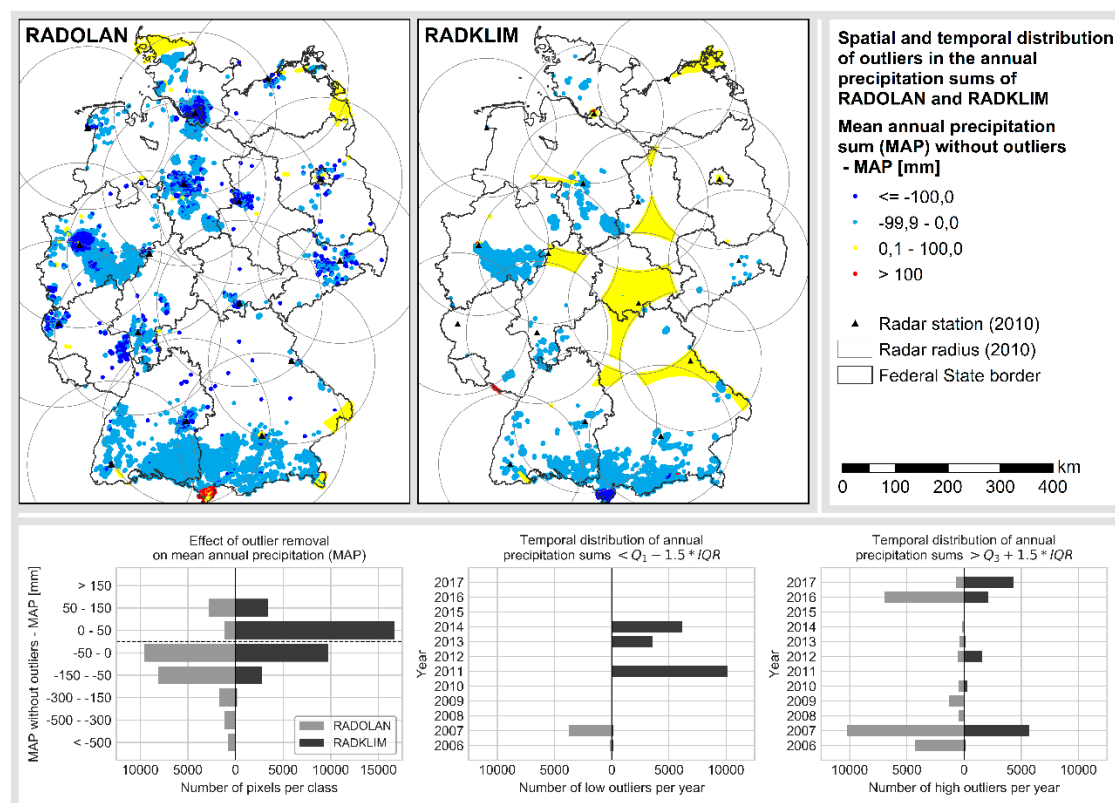 RADOLAN
RADKLIM
Spatial and temporal distribution
of outliers in the annual
precipitation sums of
RADOLAN and RADKLIM
Mean annual precipitation
sum (MAP) without outliers
- MAP [mm]
<= -100,0
-99,9 - 0,0
0,1 - 100,0
> 100
Radar station (2010)
Radar radius (2010)
Federal State border
km
0 100 200 300 400
Effect of outlier removal
on mean annual precipitation (MAP)
MAP without outliers - MAP [mm]
> 150
50 - 150
0 - 50
-50 - 0
-150 - -50
-300 - -150
-500 - -300
< -500
RADOLAN
RADKLIM
10000 5000 0 5000 10000 15000
Number of pixels per class
Temporal distribution of annual
precipitation sums < Q1 − 1.5 * IQR
Year
2017
2016
2015
2014
2013
2012
2011
2010
2009
2008
2007
2006
10000 5000 0 5000 10000
Number of low outliers per year
Temporal distribution of annual
precipitation sums > Q3 + 1.5 * IQR
Year
2017
2016
2015
2014
2013
2012
2011
2010
2009
2008
2007
2006
10000 5000 0 5000 10000
Number of high outliers per year